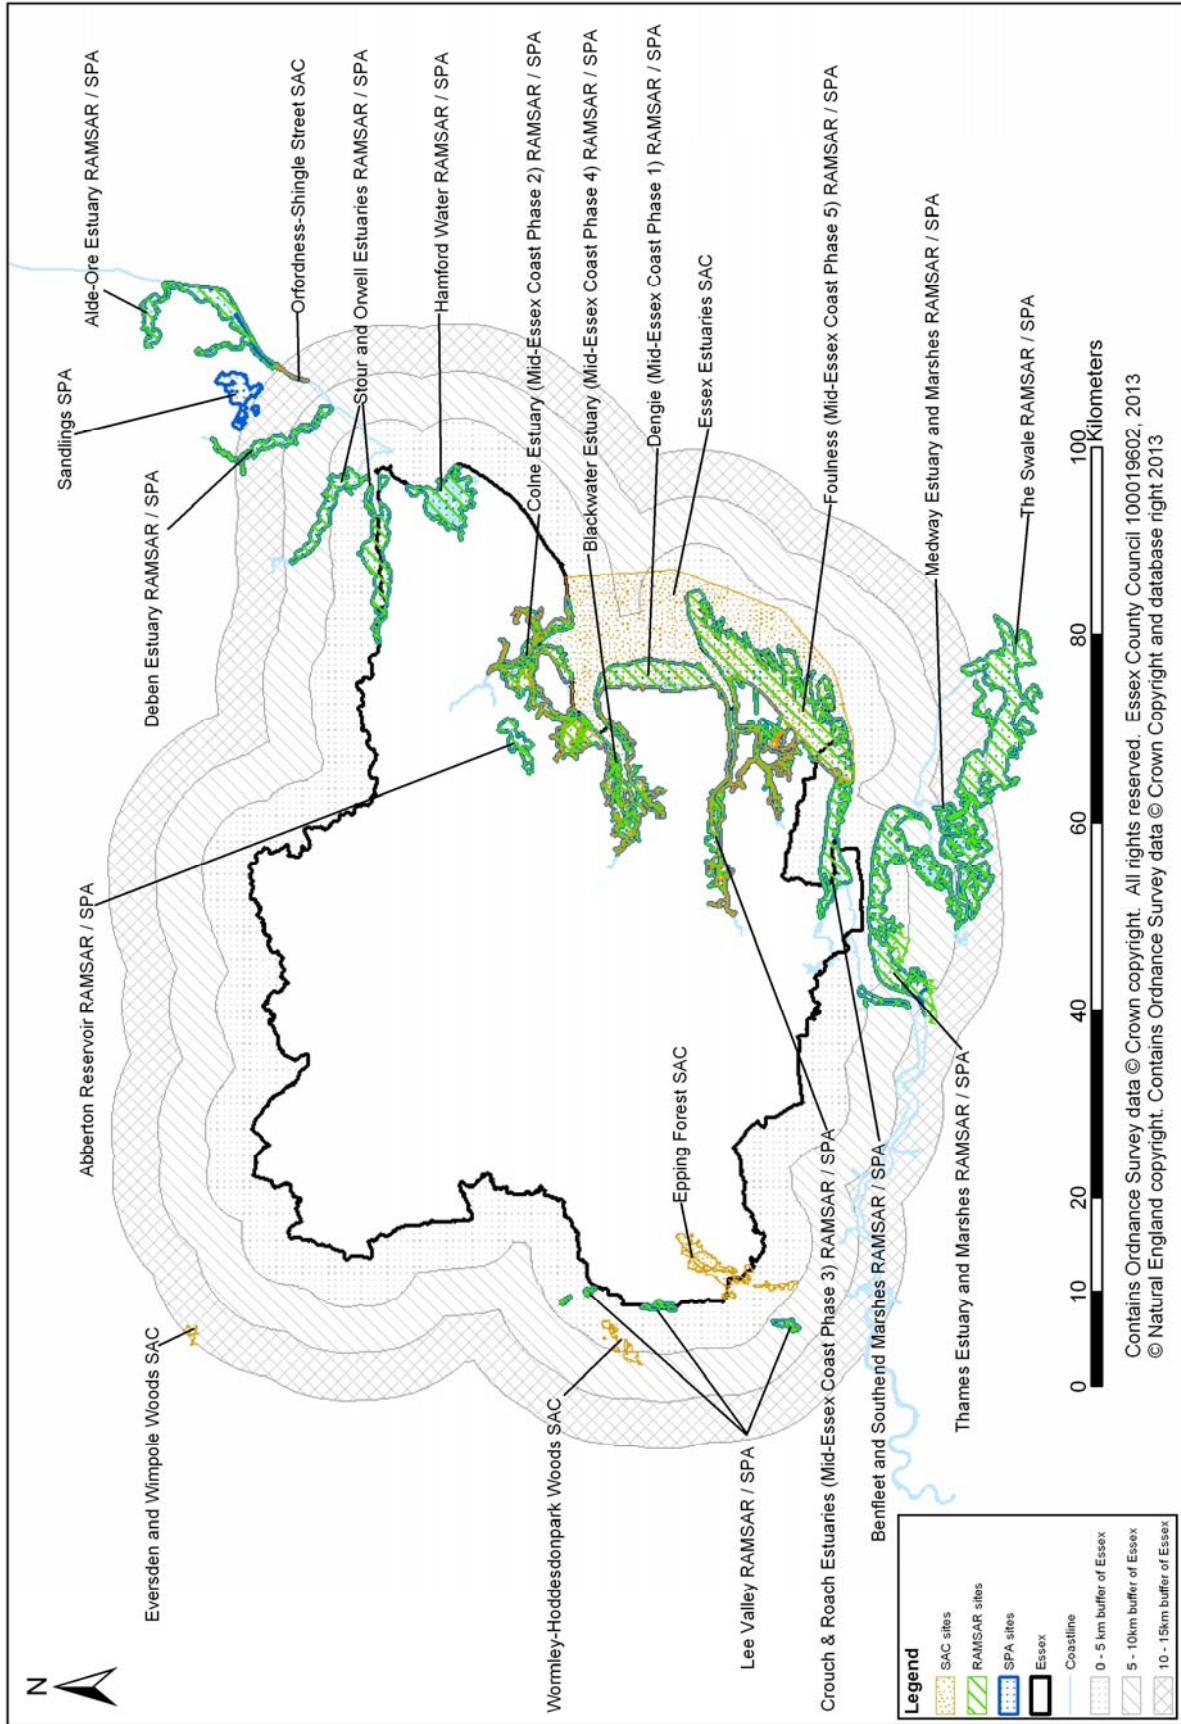 N
Eversden and Wimpole Woods SAC
Abberton Reservoir RAMSAR / SPA
Deben Estuary RAMSAR / SPA
Sandlings SPA
Alde-Ore Estuary RAMSAR / SPA
Orfordness-Shingle Street SAC
Stour and Orwell Estuaries RAMSAR / SPA
Hamford Water RAMSAR / SPA
Colne Estuary (Mid-Essex Coast Phase 2) RAMSAR / SPA
Blackwater Estuary (Mid-Essex Coast Phase 4) RAMSAR / SPA
Dengie (Mid-Essex Coast Phase 1) RAMSAR / SPA
Essex Estuaries SAC
Foulness (Mid-Essex Coast Phase 5) RAMSAR / SPA
Medway Estuary and Marshes RAMSAR / SPA
The Swale RAMSAR / SPA
Wormley-Hoddesdonpark Woods SAC
Epping Forest SAC
Lee Valley RAMSAR / SPA
Crouch & Roach Estuaries (Mid-Essex Coast Phase 3) RAMSAR / SPA
Benfleet and Southend Marshes RAMSAR / SPA
Thames Estuary and Marshes RAMSAR / SPA
Legend
SAC sites
RAMSAR sites
SPA sites
Essex
Coastline
0 - 5 km buffer of Essex
5 - 10km buffer of Essex
10 - 15km buffer of Essex
0 10 20 40 60 80 100
Kilometers
Contains Ordnance Survey data © Crown copyright. All rights reserved. Essex County Council 100019602, 2013
© Natural England copyright. Contains Ordnance Survey data © Crown Copyright and database right 2013